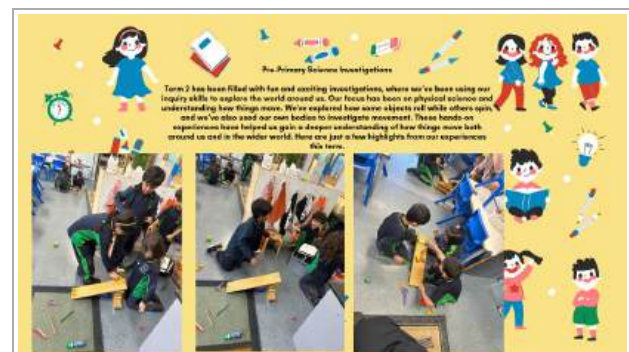 Pre-Primary Science Investigations
Term 2 has been filled with fun and exciting investigations, where we've been using our
inquiry skills to explore the world around us. Our focus has been on physical science and
understanding how things move. We've explored how some objects roll while others spin,
and we've also used our own bodies to investigate movement. These hands-on
experiences have helped us gain a deeper understanding of how things move both
around us and in the wider world. Here are just a few highlights from our experiences
this term.